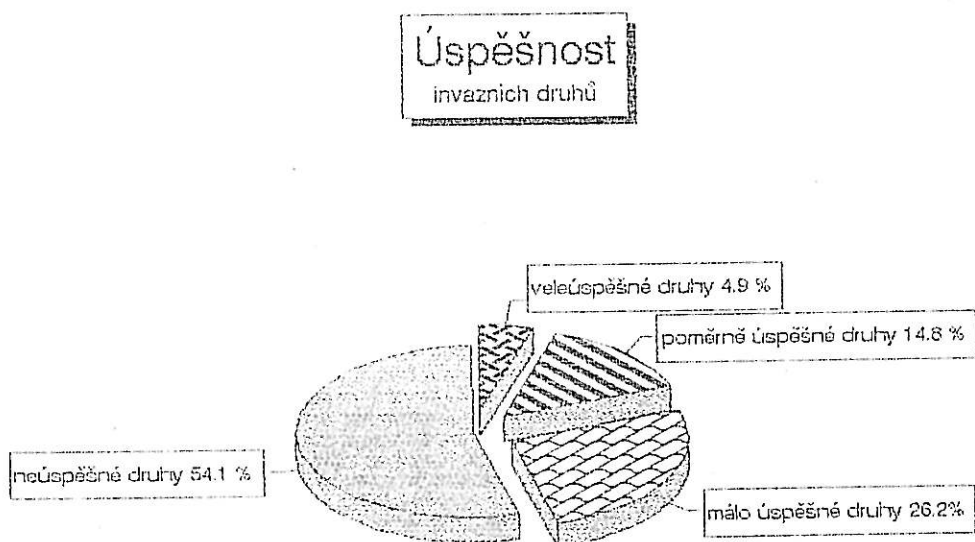 Úspěšnost
invaznich druhů
veleúspěšné druhy 4.9 %
poměrně úspěšné druhy 14.8 %
neúspěšné druhy 54.1 %
málo úspěšné druhy 26.2%